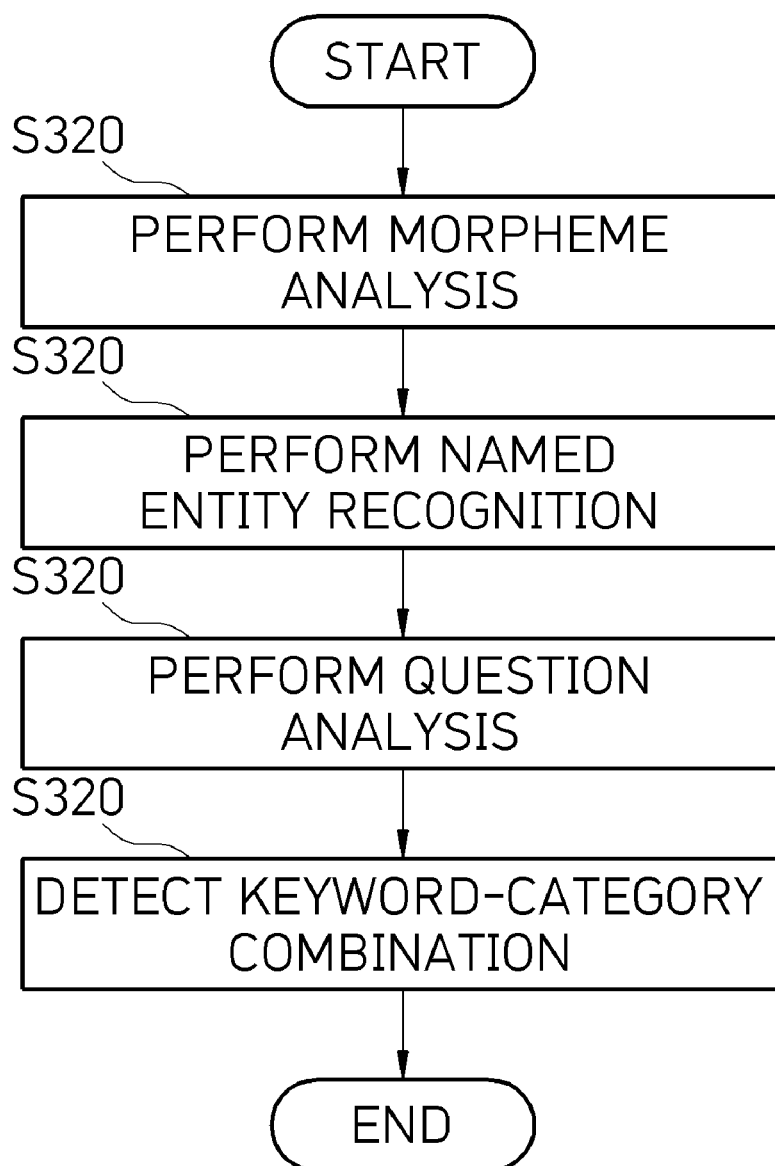 START
S320
PERFORM MORPHEME
ANALYSIS
S320
PERFORM NAMED
ENTITY RECOGNITION
S320
PERFORM QUESTION
ANALYSIS
S320
DETECT KEYWORD-CATEGORY
COMBINATION
END